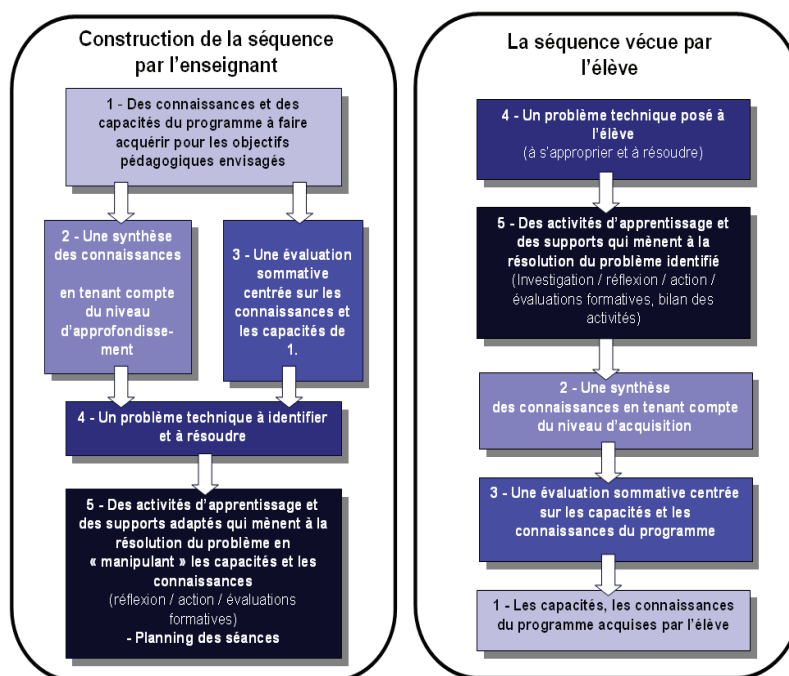 Construction de la séquence
par l'enseignant
1 - Des connaissances et des
capacités du programme à faire
acquérir pour les objectifs
pédagogiques envisagés
2 - Une synthèse
des connaissances
en tenant compte
du niveau
d'approfondisse-
ment
3 - Une évaluation
sommative
centrée sur les
connaissances et
les capacités de
1.
4 - Un problème technique à identifier
et à résoudre
5 - Des activités d'apprentissage et
des supports adaptés qui mènent à la
résolution du problème en
« manipulant » les capacités et les
connaissances
(réflexion / action / évaluations
formatives)
- Planning des séances
La séquence vécue par
l'élève
4 - Un problème technique posé à
l'élève
(à s'approprier et à résoudre)
5 - Des activités d'apprentissage et
des supports qui mènent à la
résolution du problème identifié
(Investigation / réflexion / action /
évaluations formatives, bilan des
activités)
2 - Une synthèse
des connaissances en tenant compte
du niveau d'acquisition
3 - Une évaluation sommative centrée
sur les capacités et les
connaissances du programme
1 - Les capacités, les connaissances
du programme acquises par l'élève